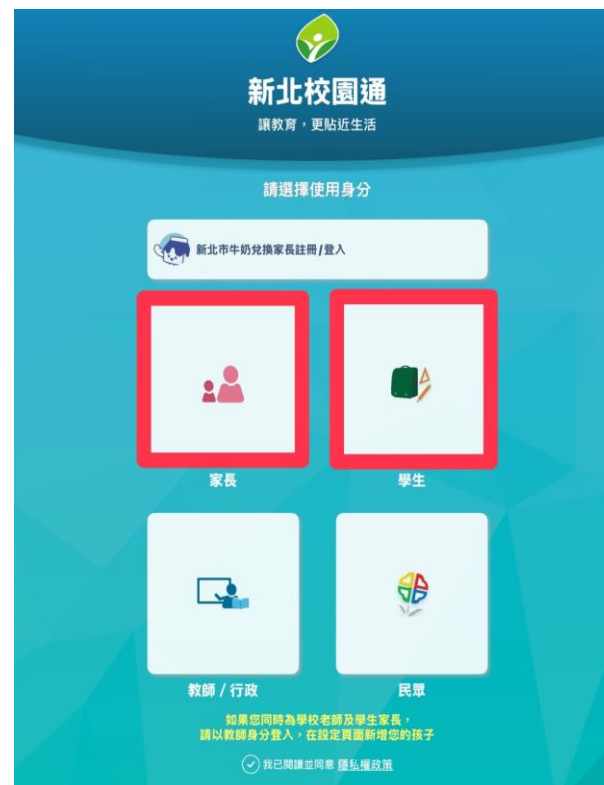 新北校園通
讓教育,更貼近生活
請選擇使用身分
新北市牛奶兌換家長註冊/登入
家長
學生
教師 / 行政
民眾
如果您同時為學校老師及學生家長,
請以教師身分登入,在設定頁面新增您的孩子
我已閱讀並同意 隱私權政策